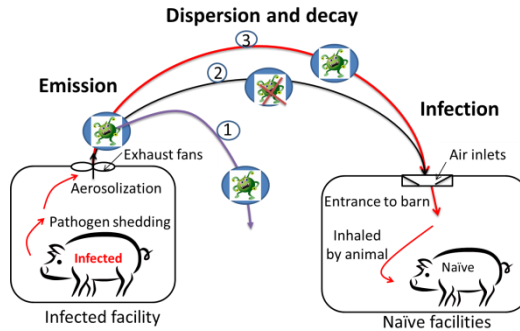 Dispersion and decay
3
Emission
2
Infection
1
Exhaust fans
Air inlets
Aerosolization
Entrance to barn
Pathogen shedding
Inhaled
by animal
Infected
Naïve
Infected facility
Naïve facilities